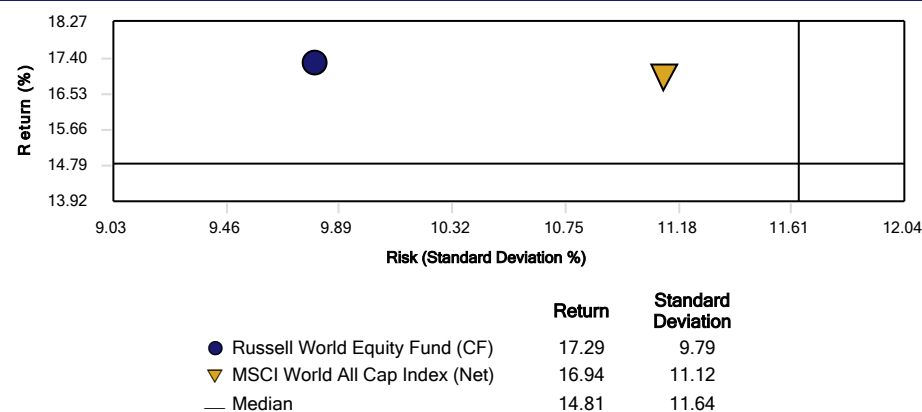 18.27
17.40
16.53
15.66
14.79
13.92
Return (%)
9.03 9.46 9.89 10.32 10.75 11.18 11.61 12.04
Risk (Standard Deviation %)
Return Standard Deviation
Russell World Equity Fund (CF) 17.29 9.79
MSCI World All Cap Index (Net) 16.94 11.12
Median 14.81 11.64